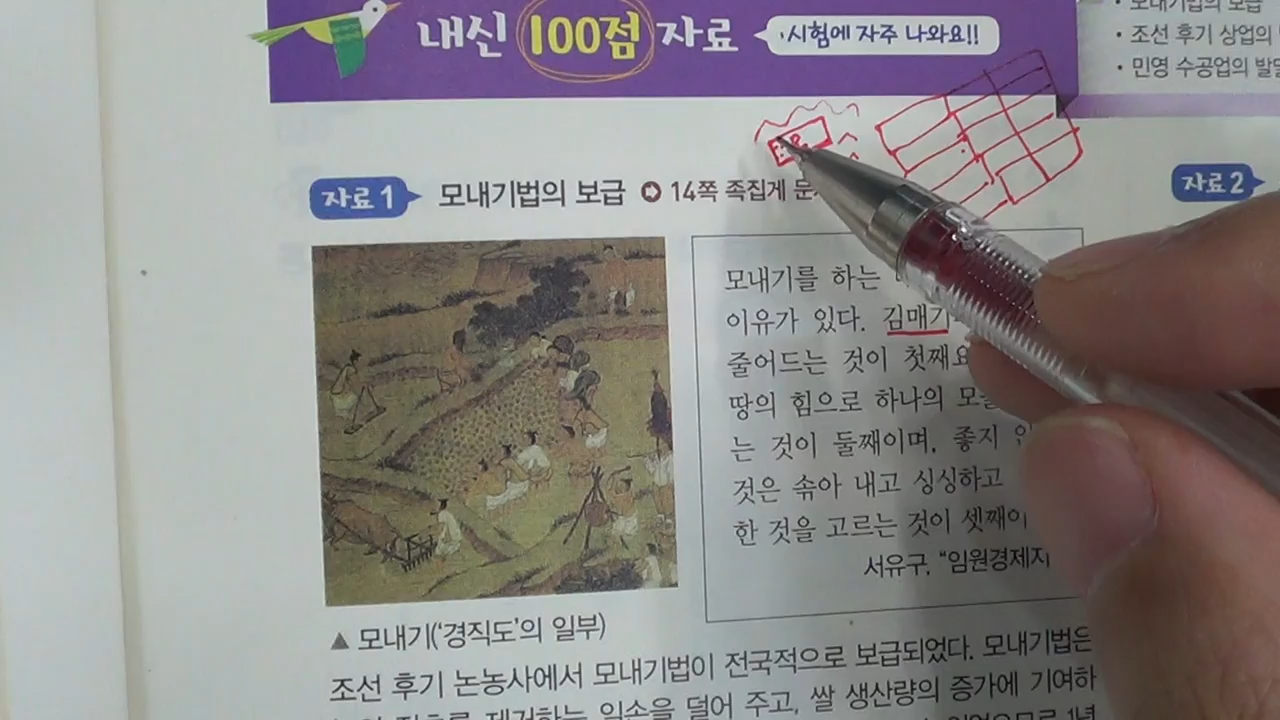 내신 100점 자료
시험에 자주 나와요!!
• 모내기법의 보급
• 조선 후기 상업의
• 민영 수공업의 발달
자료 1
모내기법의 보급 14쪽 족집게
자료 2
모내기를 하는
이유가 있다. 김매기
줄어드는 것이 첫째요
땅의 힘으로 하나의 모를
는 것이 둘째이며, 좋지
것은 솎아 내고 싱싱하고
한 것을 고르는 것이 셋째이
서유구, “임원경제지
▲ 모내기(‘경직도’의 일부)
조선 후기 논농사에서 모내기법이 전국적으로 보급되었다. 모내기법은
제거하는 일손을 덜어 주고, 쌀 생산량의 증가에 기여하